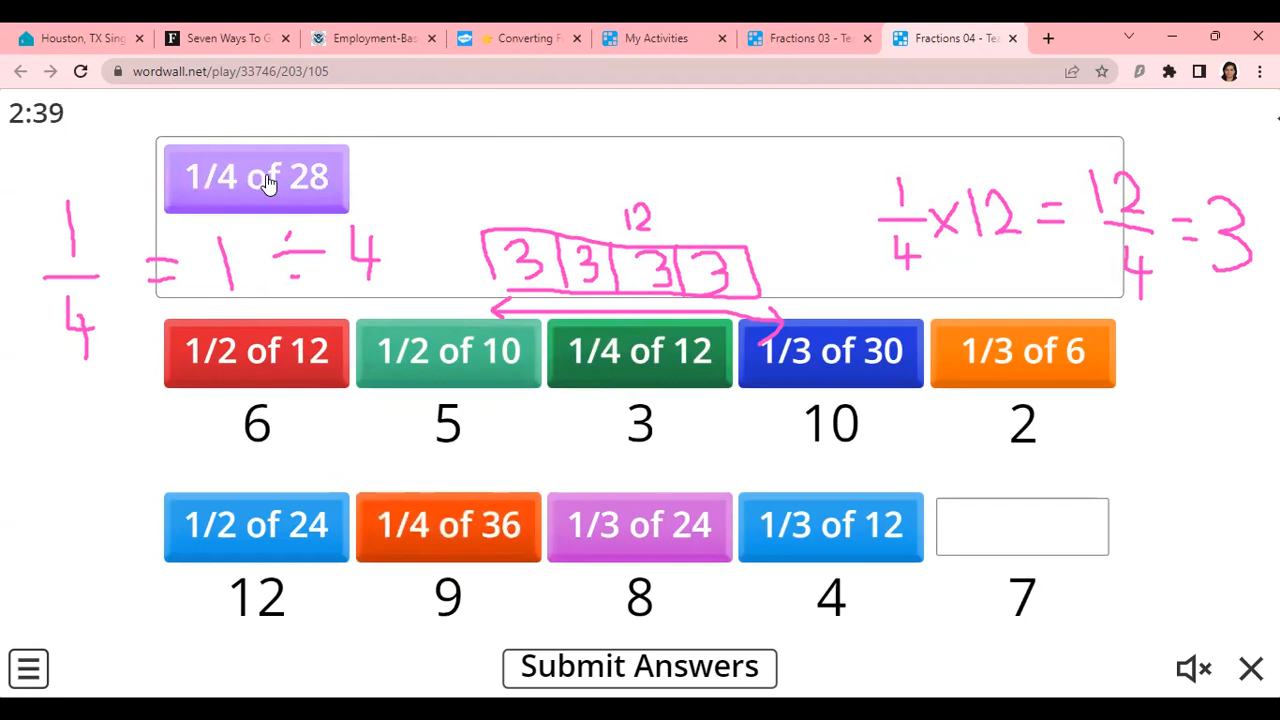 Houston, TX Sing
Seven Ways To G
Employment-Bas
👉 Converting F
My Activities
Fractions 03 - Te
Fractions 04 - Tea
wordwall.net/play/33746/203/105
2:39
1/4 of 28
1/4 = 1 ÷ 4
12
3 3 3 3
1/4 × 12 = 12/4 = 3
1/2 of 12 1/2 of 10 1/4 of 12 1/3 of 30 1/3 of 6
6 5 3 10 2
1/2 of 24 1/4 of 36 1/3 of 24 1/3 of 12
12 9 8 4 7
Submit Answers